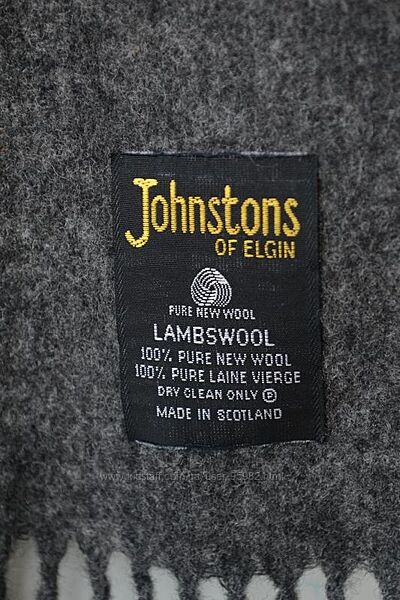 Johnstons
OF ELGIN
PURE NEW WOOL
LAMBSWOOL
100% PURE NEW WOOL
100% PURE LAINE VIERGE
DRY CLEAN ONLY Ⓟ
MADE IN SCOTLAND